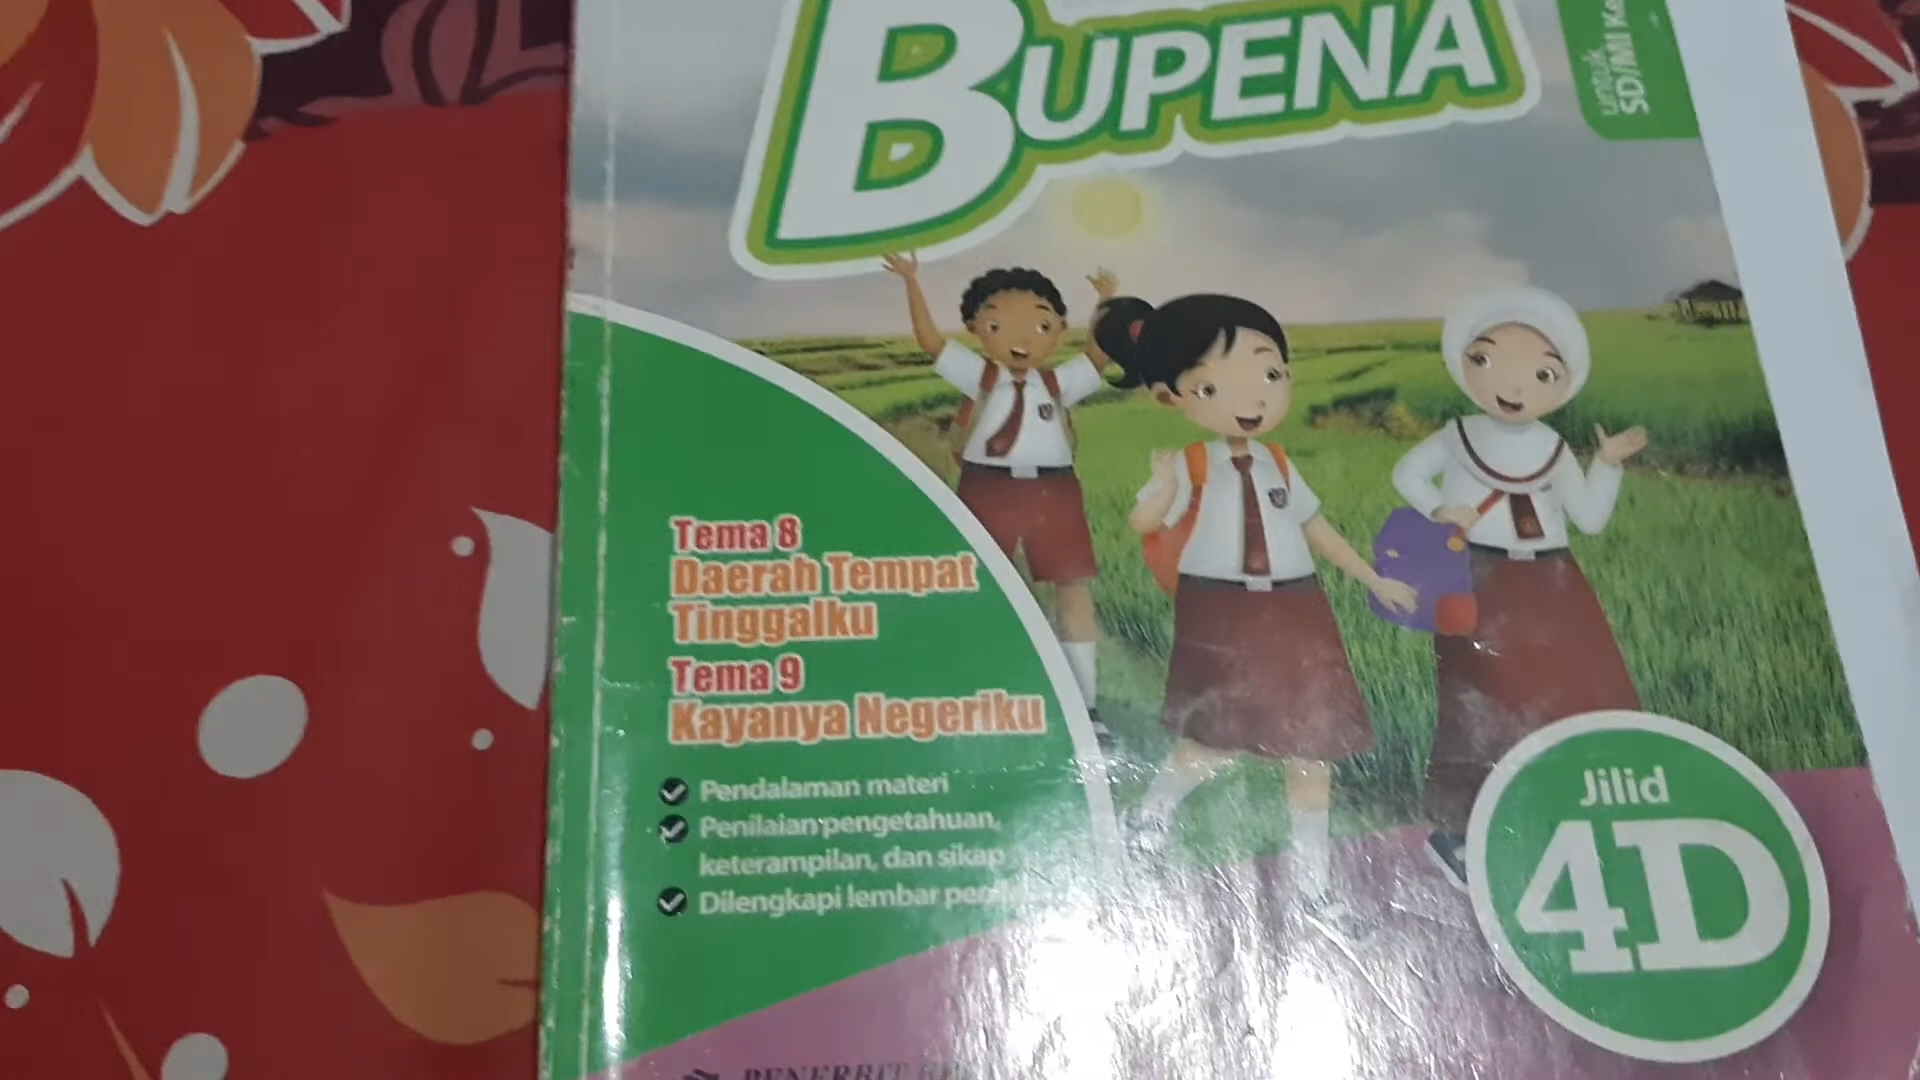 BUPENA
untuk
SD/MI
Tema 8
Daerah Tempat
Tinggalku
Tema 9
Kayanya Negeriku
Pendalaman materi
Penilaian pengetahuan,
keterampilan, dan sikap
Dilengkapi lembar
Jilid
4D
PENERBIT